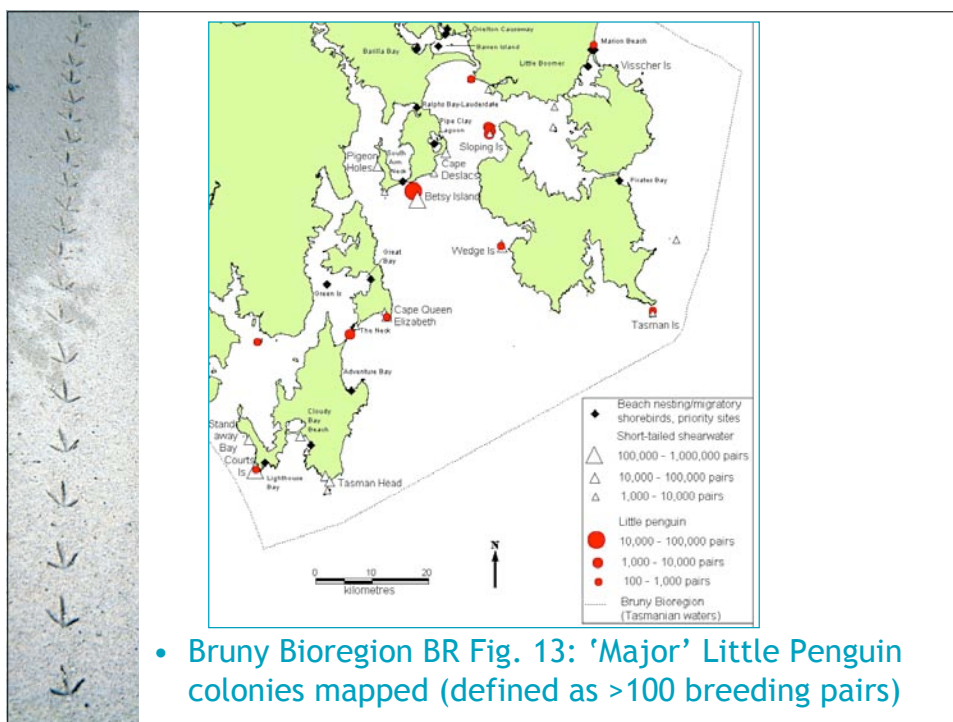 Orielton Causeway
Barilla Bay
Barren Island
Marion Beach
Little Boomer
Visscher Is
Ralphs Bay-Lauderdale
Pipe Clay
Lagoon
Sloping Is
Pigeon
Holes
South
Arm
Neck
Cape
Deslacs
Pirates Bay
Betsy Island
Wedge Is
Great
Bay
Green Is
Cape Queen
Elizabeth
Tasman Is
The Neck
Adventure Bay
Cloudy
Bay
Beach
Stand-
away
Bay
Courts
Is
Lighthouse
Bay
Tasman Head
N
0 10 20
kilometres
Beach nesting/migratory
shorebirds, priority sites
Short-tailed shearwater
100,000 - 1,000,000 pairs
10,000 - 100,000 pairs
1,000 - 10,000 pairs
Little penguin
10,000 - 100,000 pairs
1,000 - 10,000 pairs
100 - 1,000 pairs
Bruny Bioregion
(Tasmanian waters)
• Bruny Bioregion BR Fig. 13: ‘Major’ Little Penguin
colonies mapped (defined as >100 breeding pairs)